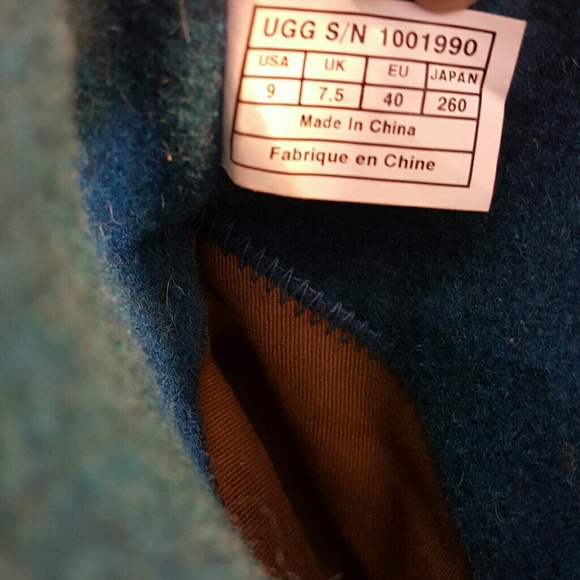 UGG S/N 1001990
USA UK EU JAPAN
9 7.5 40 260
Made In China
Fabrique en Chine